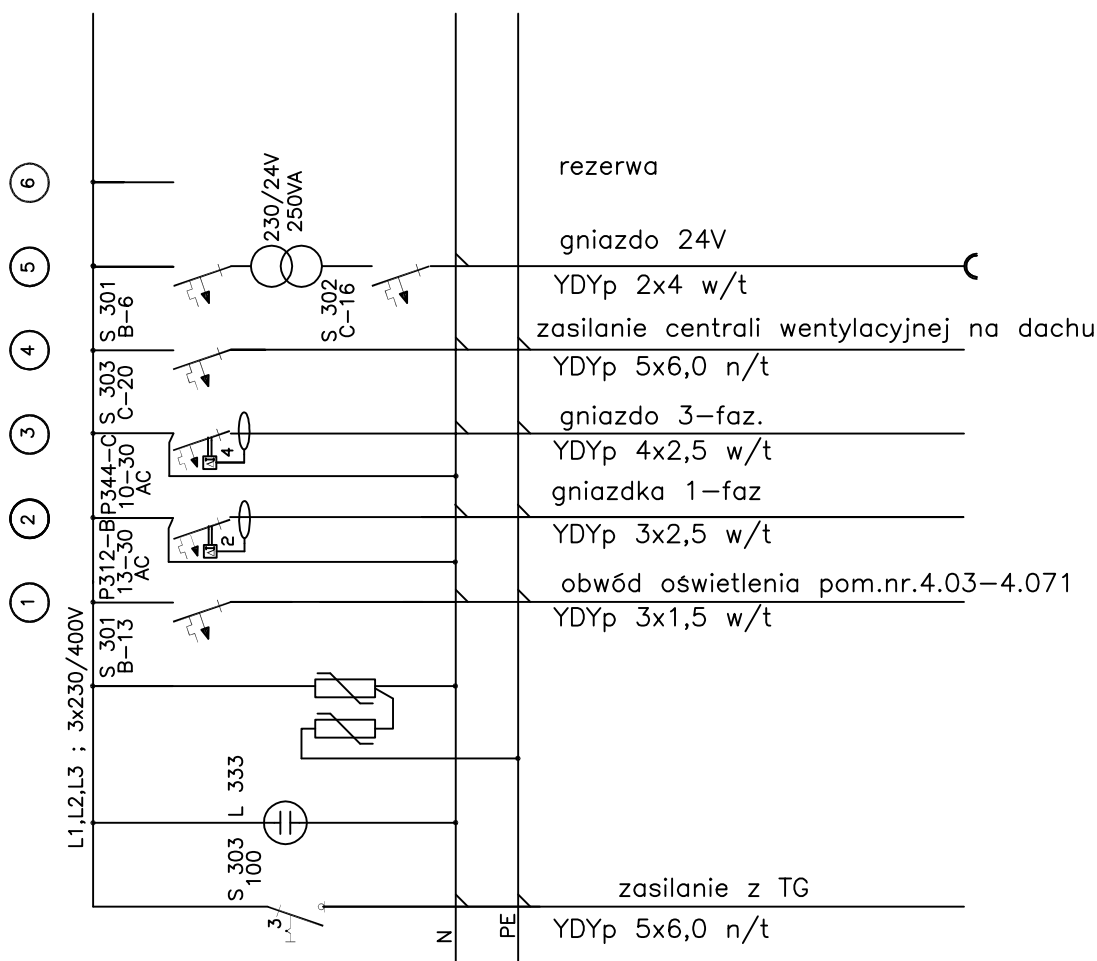 6
rezerwa
5
230/24V
250VA
gniazdo 24V
YDYp 2x4 w/t
S 301
B-6
S 302
C-16
4
zasilanie centrali wentylacyjnej na dachu
YDYp 5x6,0 n/t
S 303
C-20
3
gniazdo 3-faz.
YDYp 4x2,5 w/t
4
P344-C
10-30
AC
2
gniazdka 1-faz
YDYp 3x2,5 w/t
2
P312-B
13-30
AC
1
obwód oświetlenia pom.nr.4.03-4.071
YDYp 3x1,5 w/t
S 301
B-13
L1,L2,L3 ; 3x230/400V
L 333
S 303
100
3
zasilanie z TG
YDYp 5x6,0 n/t
N
PE